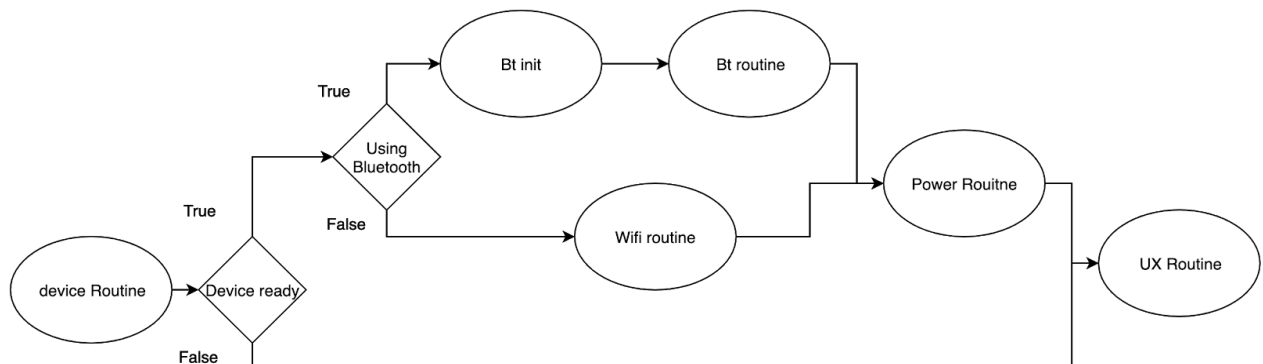 Bt init
Bt routine
True
Using
Bluetooth
Power Rouitne
True
False
Wifi routine
UX Routine
device Routine
Device ready
False